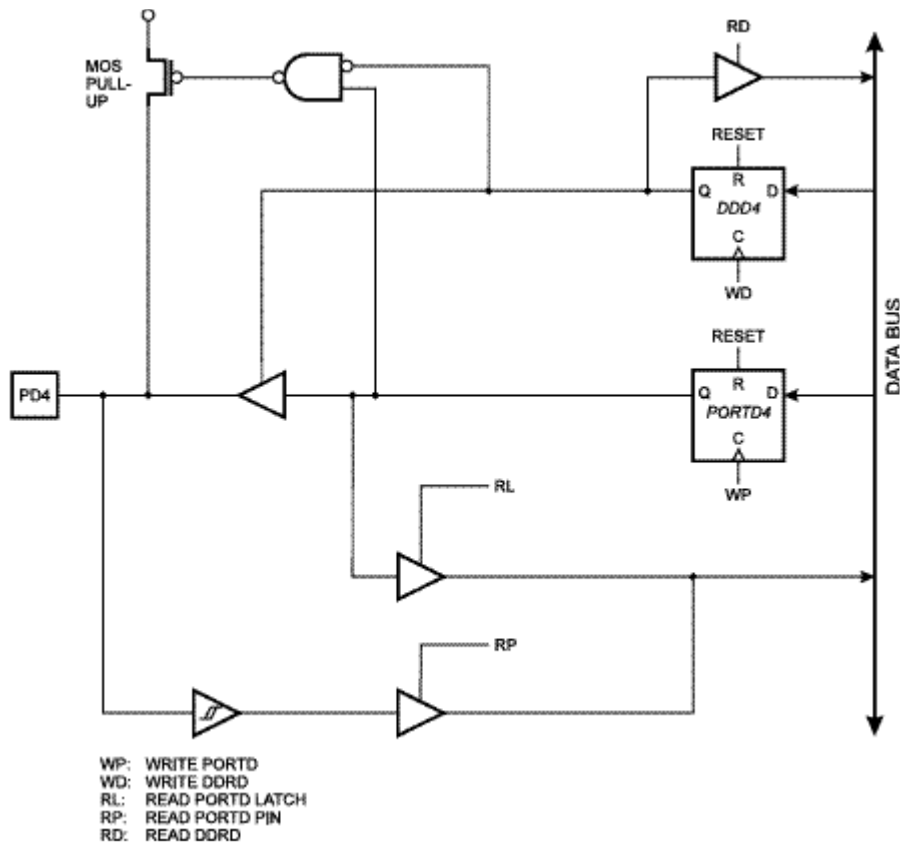 RD
MOS
PULL-
UP
RESET
R
Q
D
DDD4
C
WD
DATA BUS
RESET
R
Q
D
PD4
PORTD4
C
WP
RL
RP
WP: WRITE PORTD
WD: WRITE DDRD
RL: READ PORTD LATCH
RP: READ PORTD PIN
RD: READ DDRD